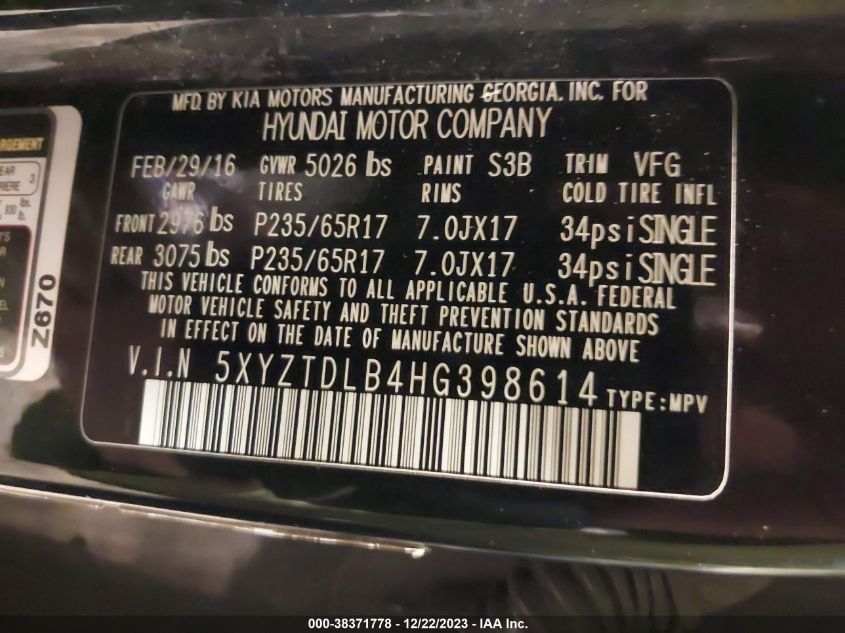 MFD. BY KIA MOTORS MANUFACTURING GEORGIA. INC. FOR
HYUNDAI MOTOR COMPANY
FEB/29/16 GVWR 5026 lbs PAINT S3B TRIM VFG
GAWR TIRES RIMS COLD TIRE INFL
FRONT 2976 lbs P235/65R17 7.0JX17 34psi SINGLE
REAR 3075 lbs P235/65R17 7.0JX17 34psi SINGLE
THIS VEHICLE CONFORMS TO ALL APPLICABLE U.S.A. FEDERAL
MOTOR VEHICLE SAFETY AND THEFT PREVENTION STANDARDS
IN EFFECT ON THE DATE OF MANUFACTURE SHOWN ABOVE
V.I.N 5XYZTDLB4HG398614 TYPE:MPV
Z670
000-38371778 - 12/22/2023 - IAA Inc.